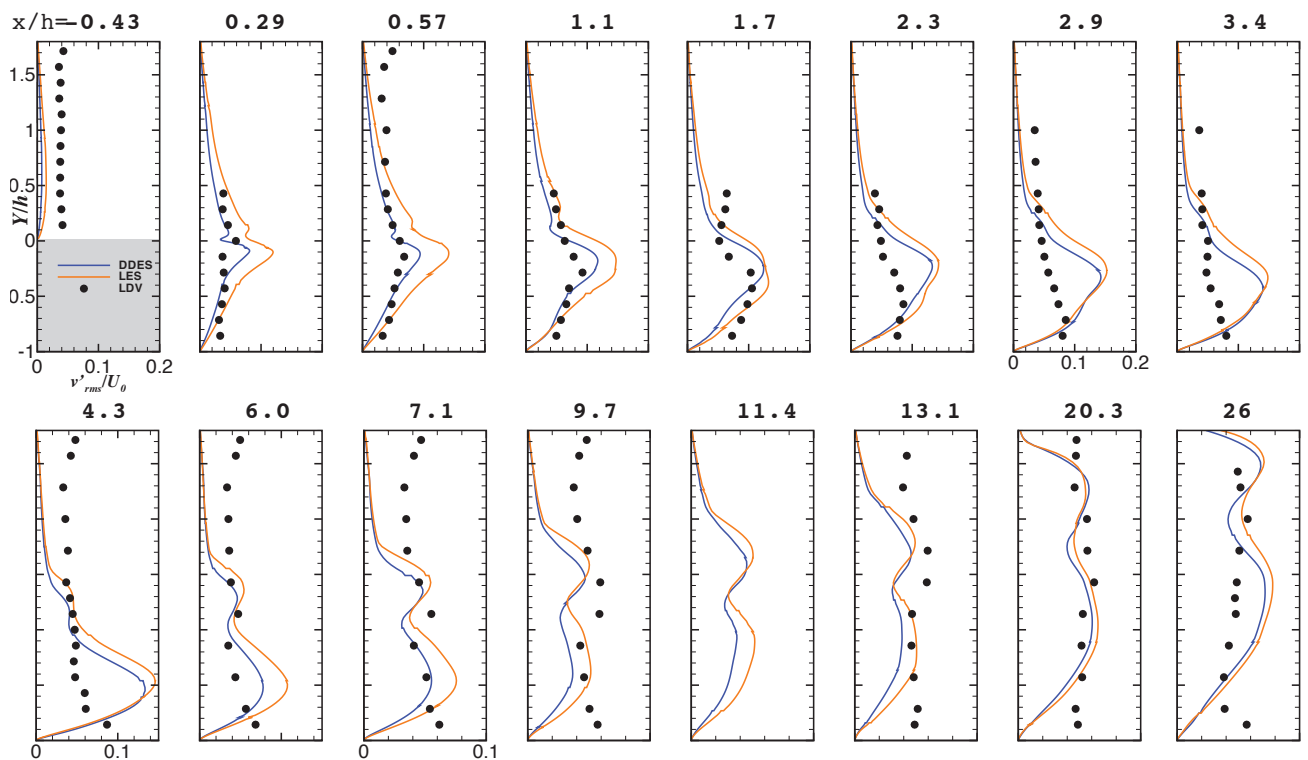 x/h=-0.43 0.29 0.57 1.1 1.7 2.3 2.9 3.4
1.5
1
0.5
Y/h
0
DDES
LES
LDV
0.5
-1
0 0.1 0.2 0 0.1 0.2
v'rms/U0
4.3 6.0 7.1 9.7 11.4 13.1 20.3 26
0 0.1 0 0.1